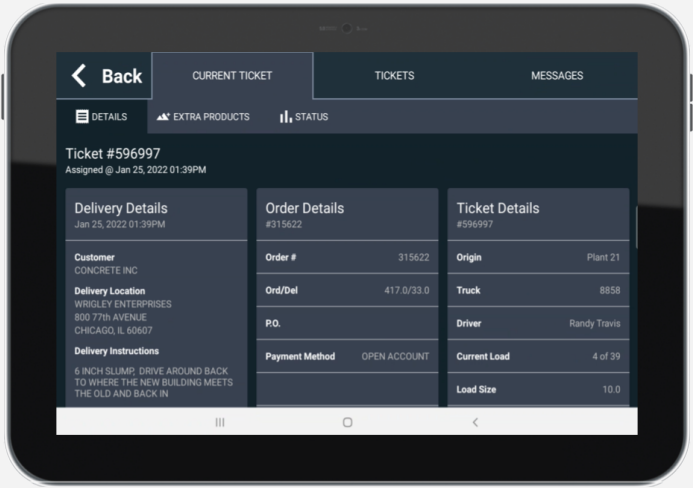 Back
CURRENT TICKET
TICKETS
MESSAGES
DETAILS
EXTRA PRODUCTS
STATUS
Ticket #596997
Assigned @ Jan 25, 2022 01:39PM
Delivery Details
Jan 25, 2022 01:39PM
Customer
CONCRETE INC
Delivery Location
WRIGLEY ENTERPRISES
800 77th AVENUE
CHICAGO, IL 60607
Delivery Instructions
6 INCH SLUMP, DRIVE AROUND BACK
TO WHERE THE NEW BUILDING MEETS
THE OLD AND BACK IN
Order Details
#315622
Order # 315622
Ord/Del 417.0/33.0
P.O.
Payment Method OPEN ACCOUNT
Ticket Details
#596997
Origin Plant 21
Truck 8858
Driver Randy Travis
Current Load 4 of 39
Load Size 10.0